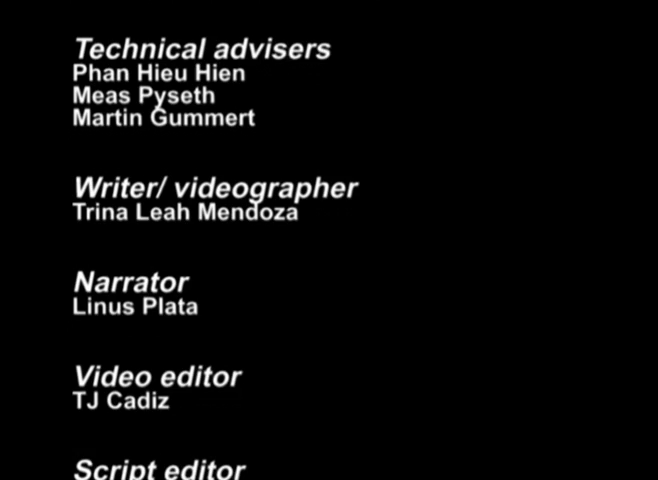 Technical advisers
Phan Hieu Hien
Meas Pyseth
Martin Gummert
Writer/ videographer
Trina Leah Mendoza
Narrator
Linus Plata
Video editor
TJ Cadiz
Script editor